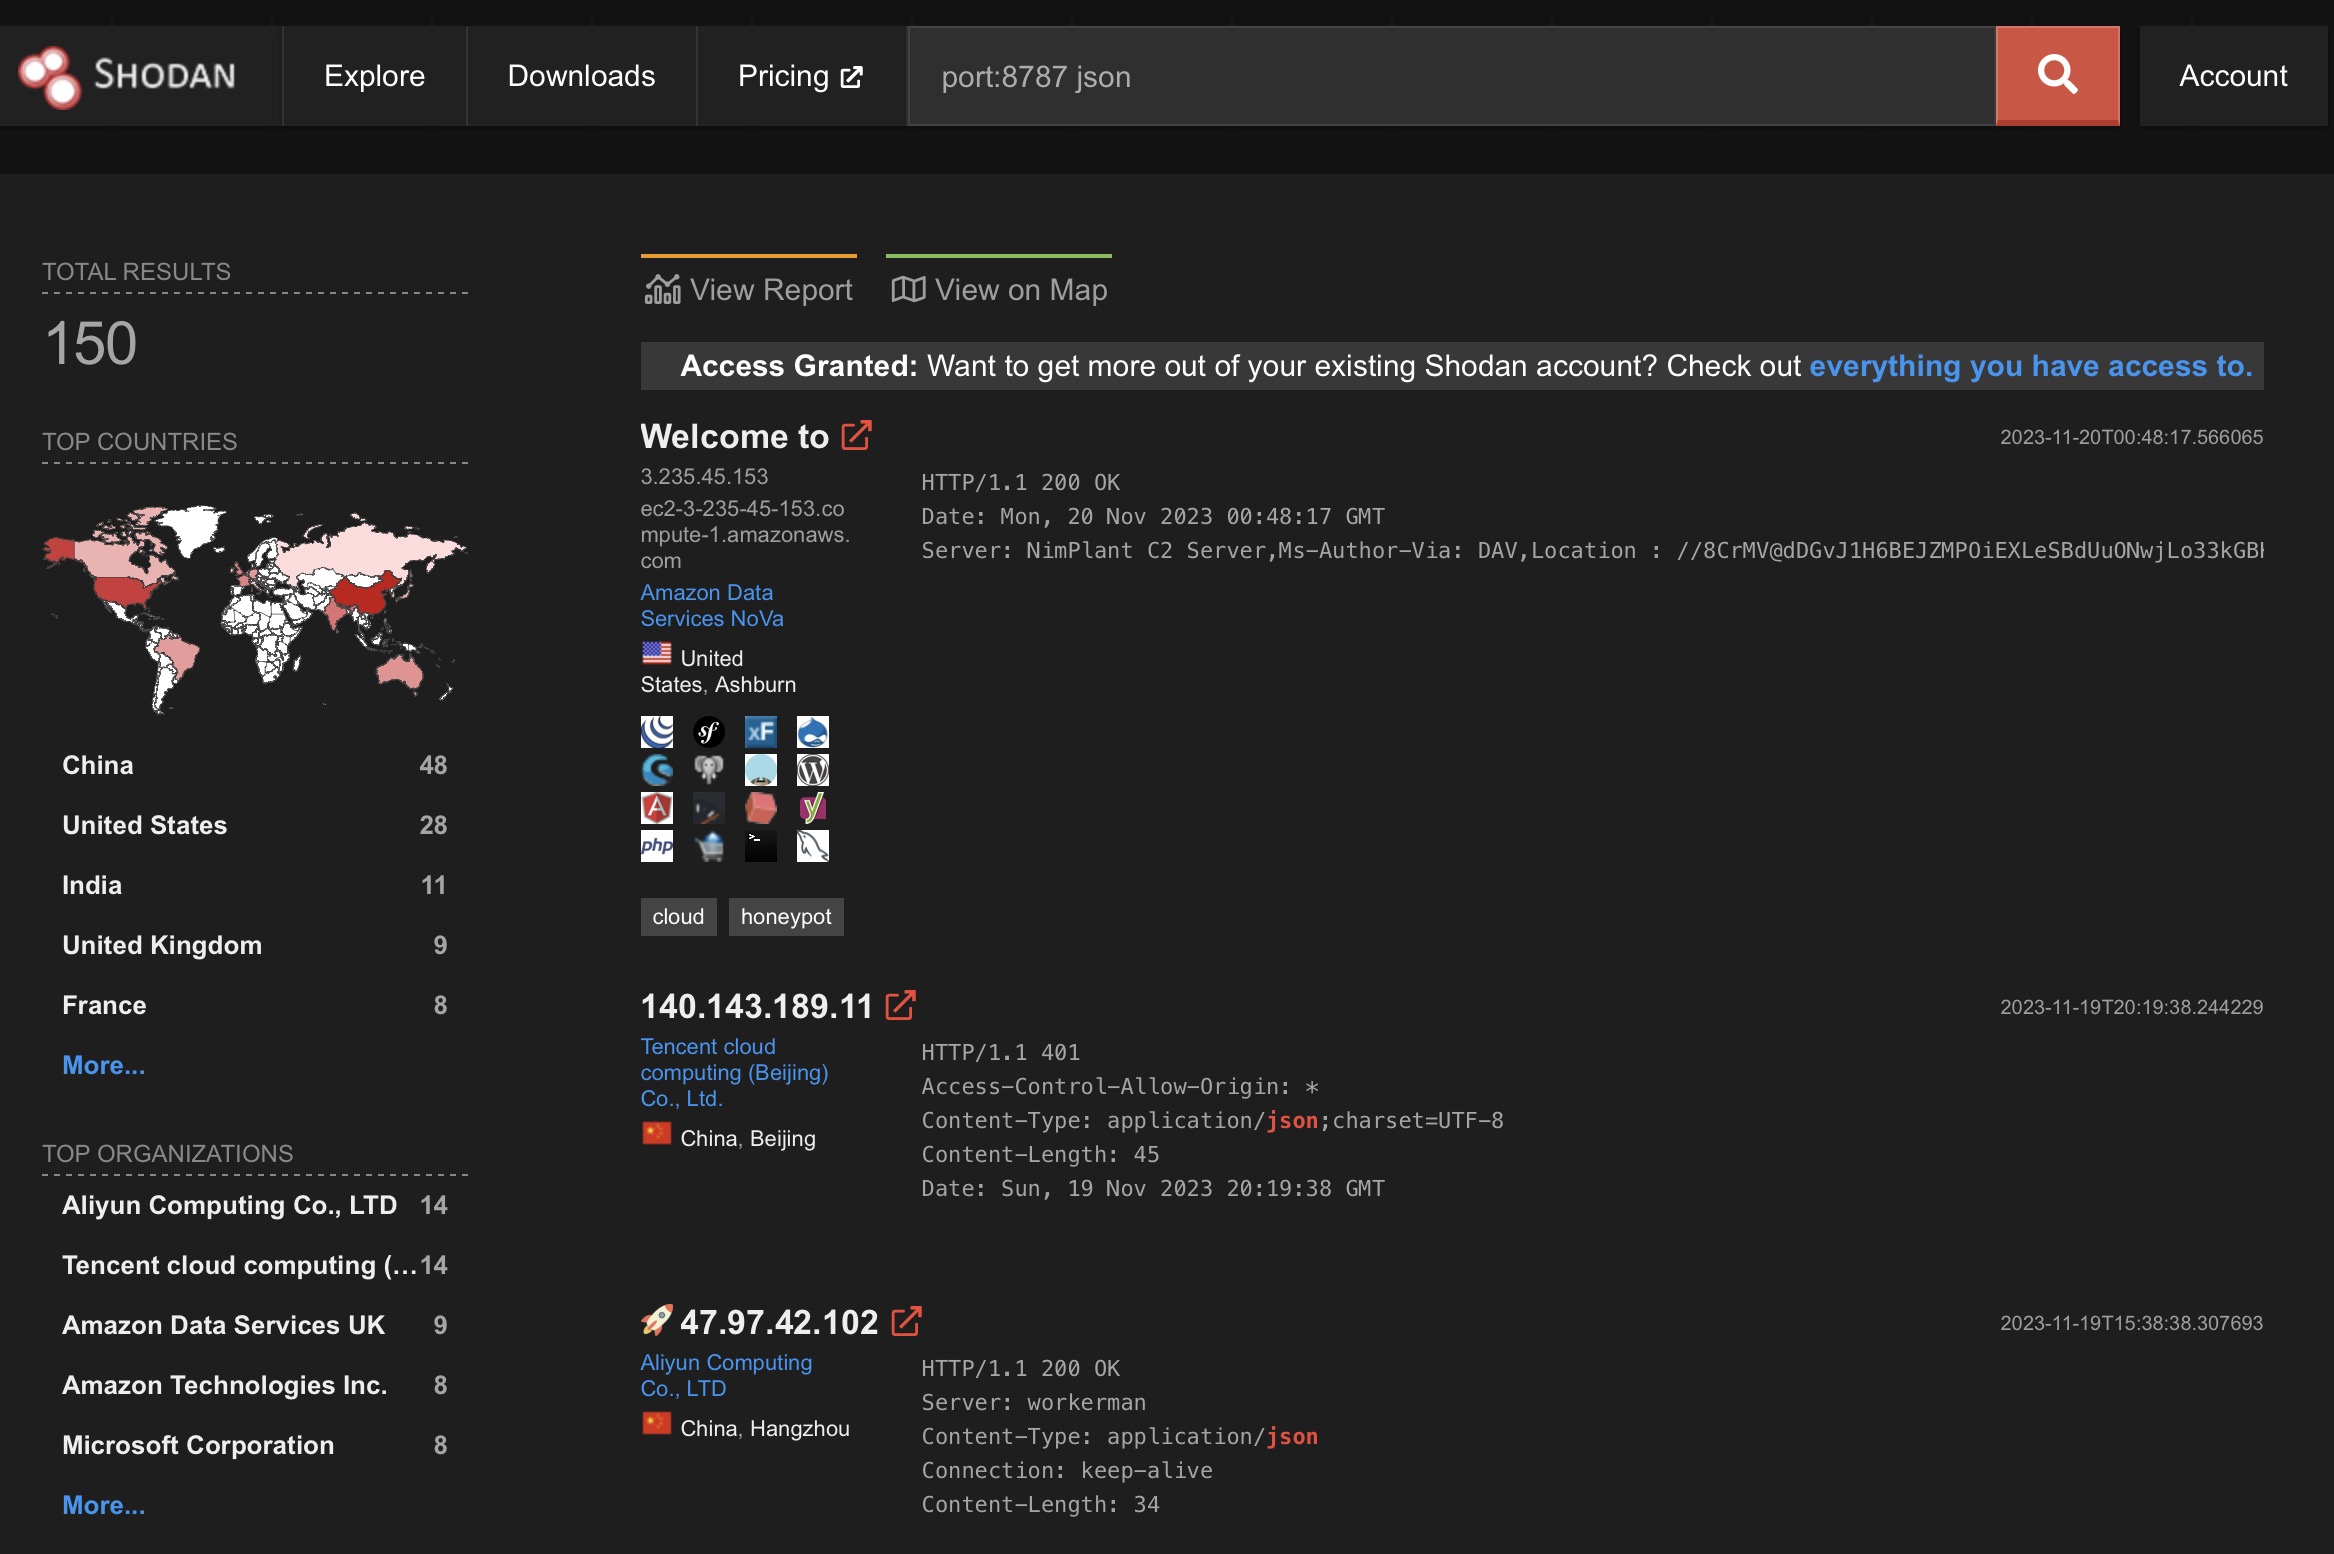 SHODAN
Explore
Downloads
Pricing
port:8787 json
Account
TOTAL RESULTS
150
TOP COUNTRIES
China 48
United States 28
India 11
United Kingdom 9
France 8
More...
TOP ORGANIZATIONS
Aliyun Computing Co., LTD 14
Tencent cloud computing (... 14
Amazon Data Services UK 9
Amazon Technologies Inc. 8
Microsoft Corporation 8
More...
View Report
View on Map
Access Granted: Want to get more out of your existing Shodan account? Check out everything you have access to.
Welcome to
2023-11-20T00:48:17.566065
3.235.45.153
ec2-3-235-45-153.co
mpute-1.amazonaws.
com
Amazon Data
Services NoVa
United
States, Ashburn
xF
php
cloud
honeypot
HTTP/1.1 200 OK
Date: Mon, 20 Nov 2023 00:48:17 GMT
Server: NimPlant C2 Server,Ms-Author-Via: DAV,Location : //8CrMV@dDGvJ1H6BEJZMPOiEXLeSBdUuONwjLo33kGB
140.143.189.11
2023-11-19T20:19:38.244229
Tencent cloud
computing (Beijing)
Co., Ltd.
China, Beijing
HTTP/1.1 401
Access-Control-Allow-Origin: *
Content-Type: application/json;charset=UTF-8
Content-Length: 45
Date: Sun, 19 Nov 2023 20:19:38 GMT
47.97.42.102
2023-11-19T15:38:38.307693
Aliyun Computing
Co., LTD
China, Hangzhou
HTTP/1.1 200 OK
Server: workerman
Content-Type: application/json
Connection: keep-alive
Content-Length: 34